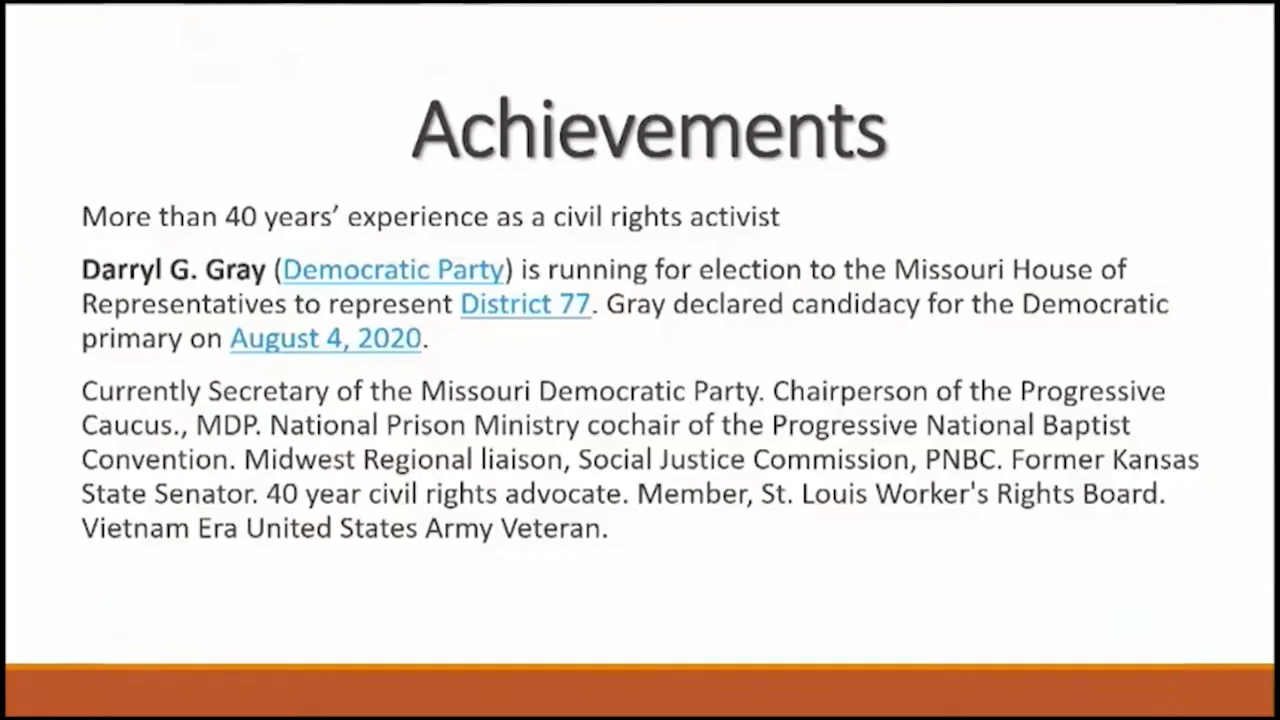 Achievements
More than 40 years’ experience as a civil rights activist
Darryl G. Gray (Democratic Party) is running for election to the Missouri House of
Representatives to represent District 77. Gray declared candidacy for the Democratic
primary on August 4, 2020.
Currently Secretary of the Missouri Democratic Party. Chairperson of the Progressive
Caucus., MDP. National Prison Ministry cochair of the Progressive National Baptist
Convention. Midwest Regional liaison, Social Justice Commission, PNBC. Former Kansas
State Senator. 40 year civil rights advocate. Member, St. Louis Worker's Rights Board.
Vietnam Era United States Army Veteran.